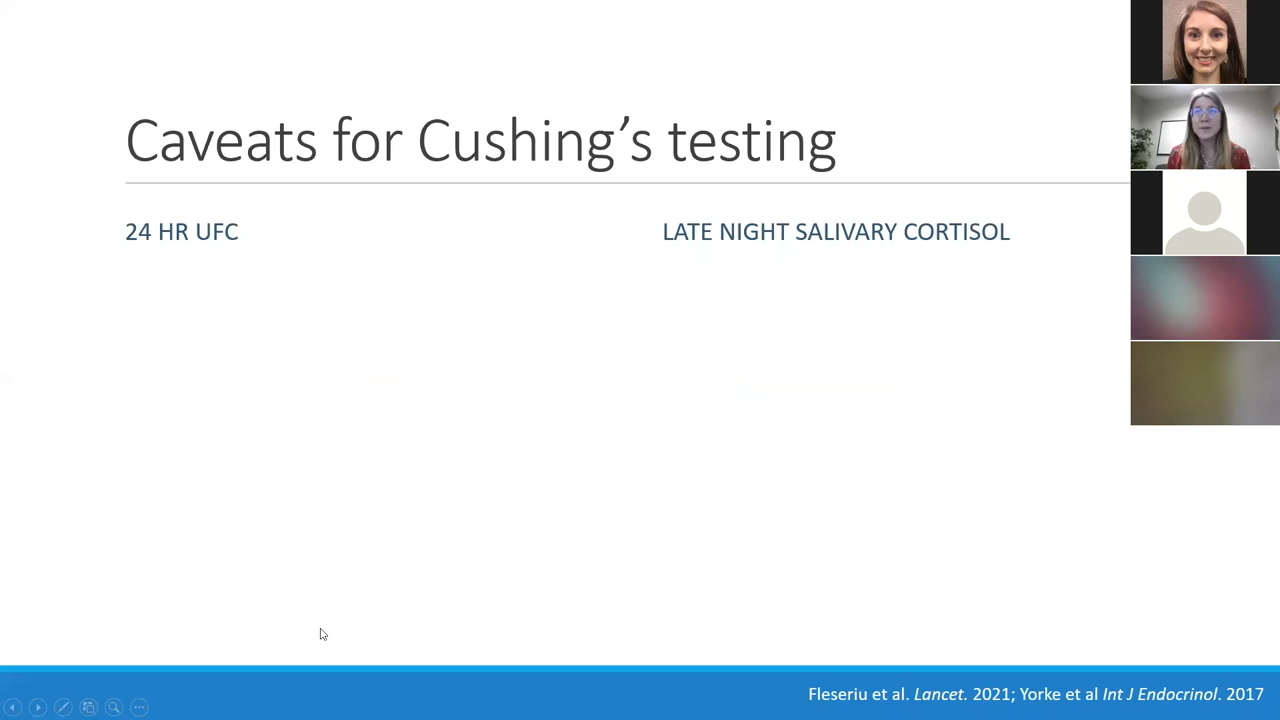 Caveats for Cushing’s testing
24 HR UFC
LATE NIGHT SALIVARY CORTISOL
Fleseriu et al. Lancet. 2021; Yorke et al Int J Endocrinol. 2017